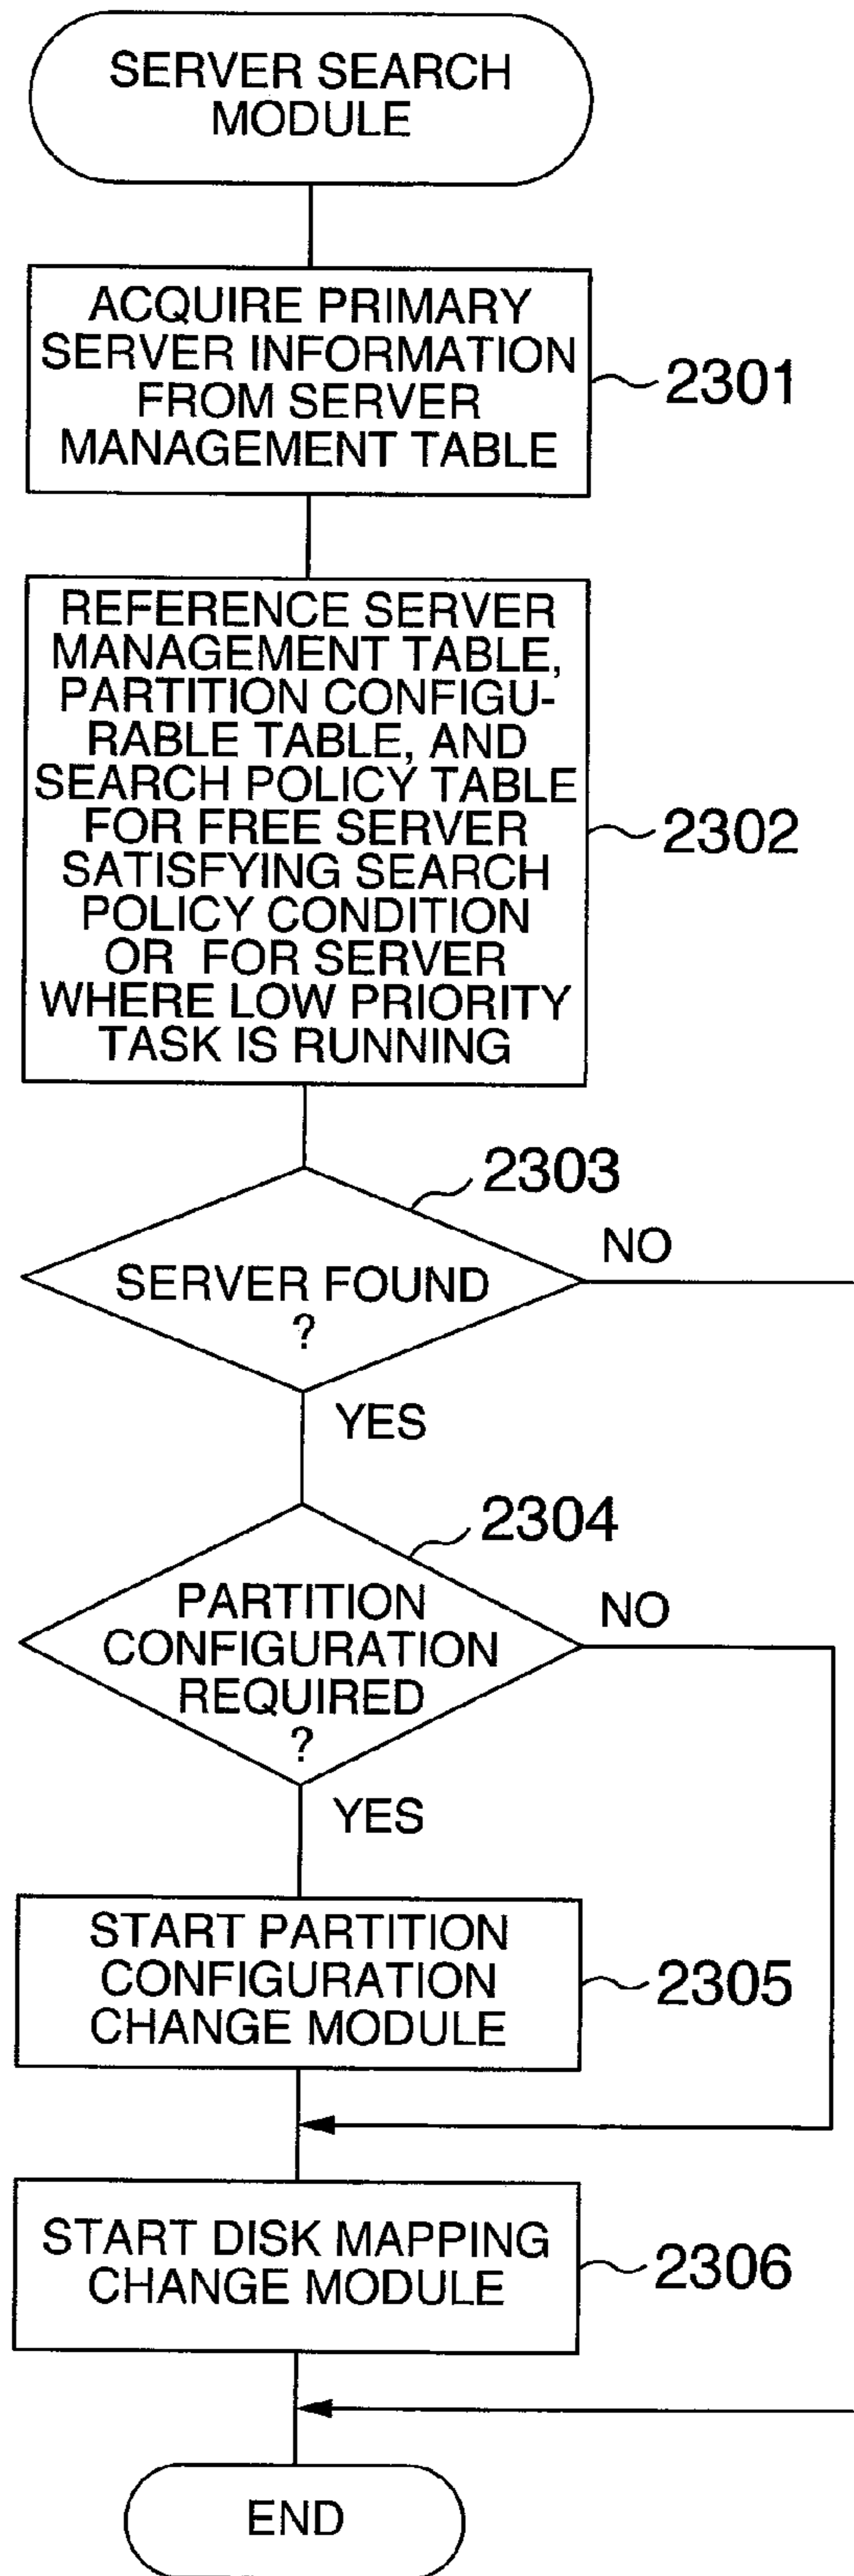 SERVER SEARCH
MODULE
ACQUIRE PRIMARY
SERVER INFORMATION
FROM SERVER
MANAGEMENT TABLE
2301
REFERENCE SERVER
MANAGEMENT TABLE,
PARTITION CONFIGU-
RABLE TABLE, AND
SEARCH POLICY TABLE
FOR FREE SERVER
SATISFYING SEARCH
POLICY CONDITION
OR FOR SERVER
WHERE LOW PRIORITY
TASK IS RUNNING
2302
2303
SERVER FOUND
?
NO
YES
2304
PARTITION
CONFIGURATION
REQUIRED
?
NO
YES
START PARTITION
CONFIGURATION
CHANGE MODULE
2305
START DISK MAPPING
CHANGE MODULE
2306
END